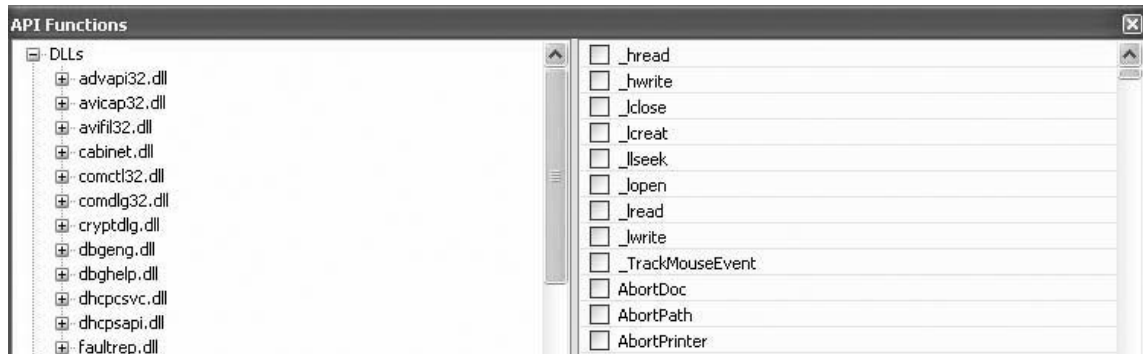 API Functions
DLLs
advapi32.dll
avicap32.dll
avifil32.dll
cabinet.dll
comctl32.dll
comdlg32.dll
cryptdlg.dll
dbgeng.dll
dbghelp.dll
dhcpcsvc.dll
dhcpsapi.dll
faultrep.dll
_hread
_hwrite
_lclose
_lcreat
_llseek
_lopen
_lread
_lwrite
_TrackMouseEvent
AbortDoc
AbortPath
AbortPrinter